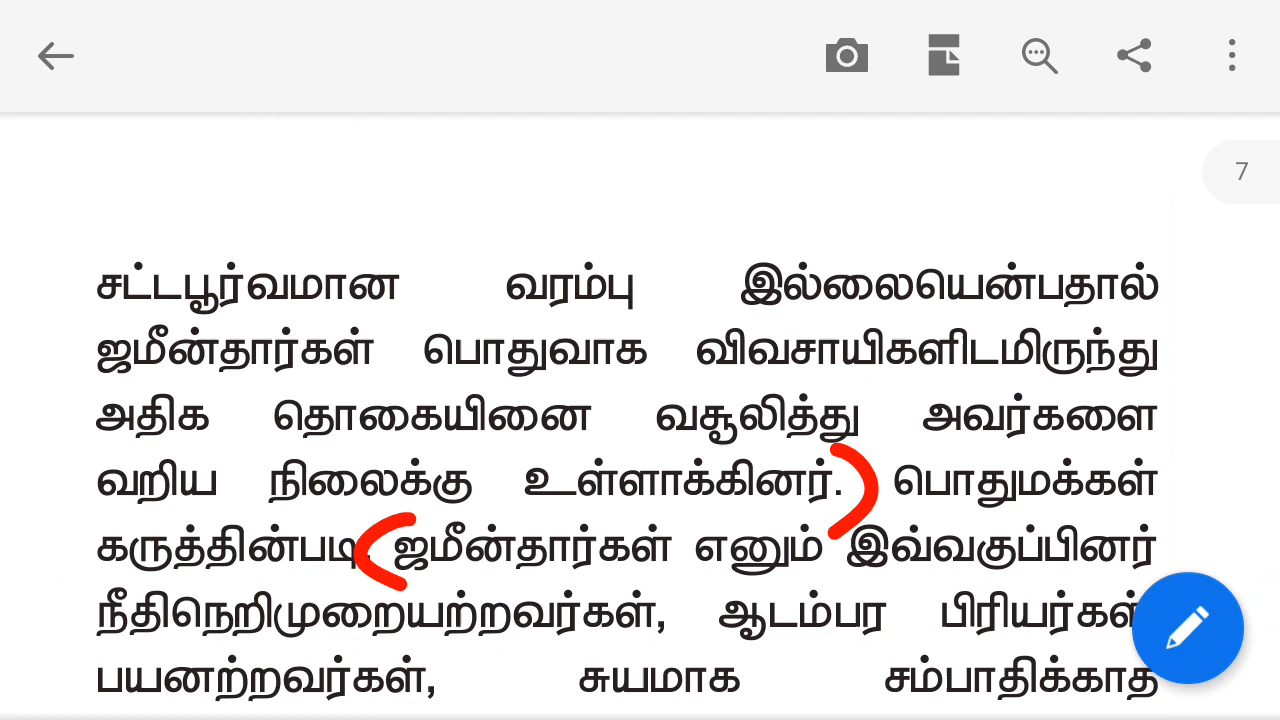 7
சட்டபூர்வமான வரம்பு இல்லையென்பதால்
ஜமீன்தார்கள் பொதுவாக விவசாயிகளிடமிருந்து
அதிக தொகையினை வசூலித்து அவர்களை
வறிய நிலைக்கு உள்ளாக்கினர். பொதுமக்கள்
கருத்தின்படி, ஜமீன்தார்கள் எனும் இவ்வகுப்பினர்
நீதிநெறிமுறையற்றவர்கள், ஆடம்பர பிரியர்கள்
பயனற்றவர்கள், சுயமாக சம்பாதிக்காத